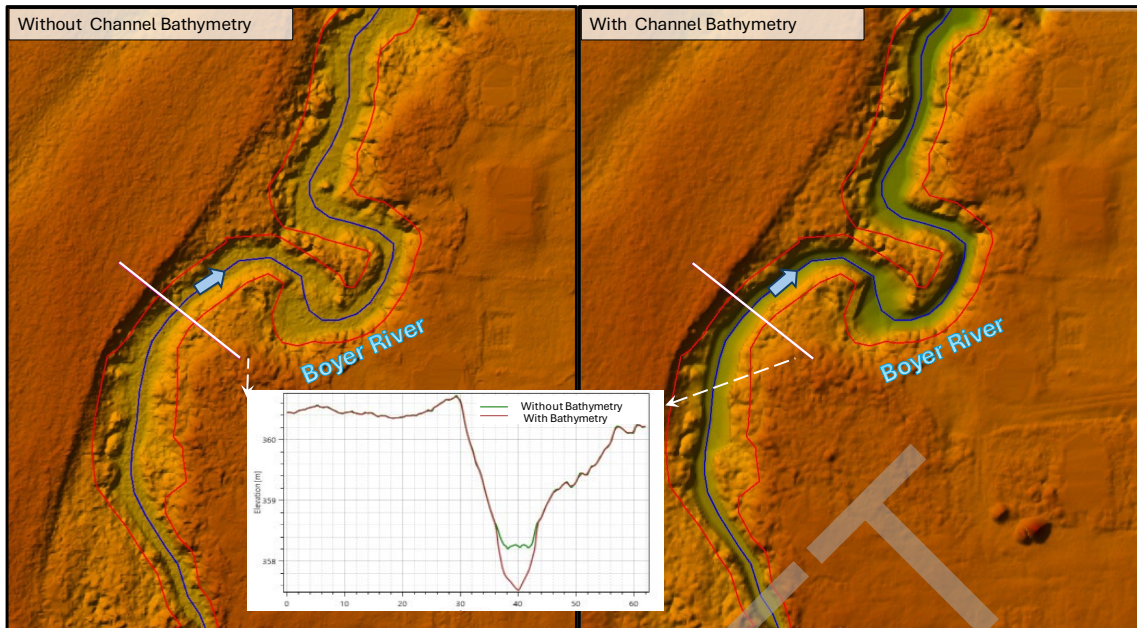 Without Channel Bathymetry
With Channel Bathymetry
Boyer River
Boyer River
Without Bathymetry
With Bathymetry
Elevation [m]
360
359
358
0 10 20 30 40 50 60